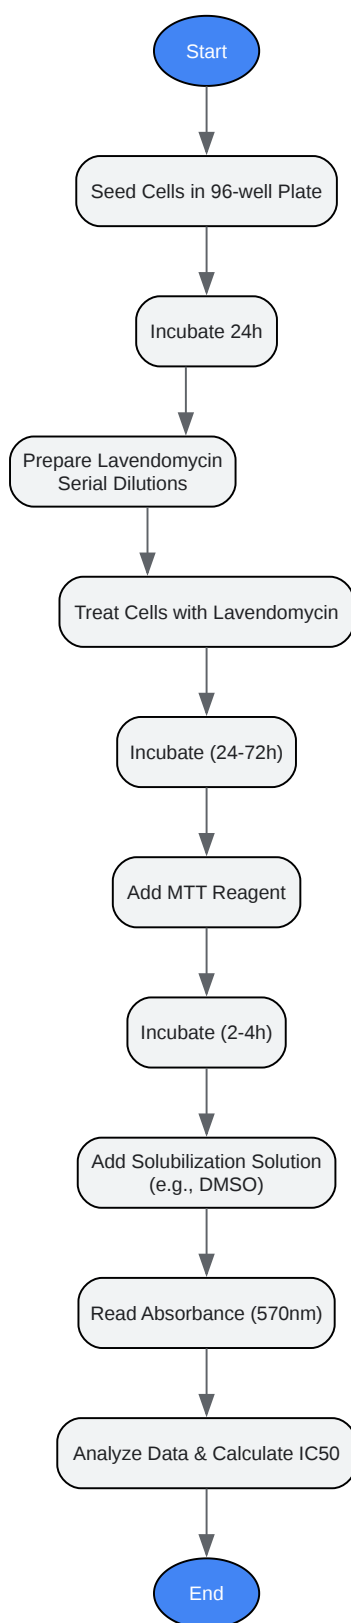 Start
Seed Cells in 96-well Plate
Incubate 24h
Prepare Lavendomycin
Serial Dilutions
Treat Cells with Lavendomycin
Incubate (24-72h)
Add MTT Reagent
Incubate (2-4h)
Add Solubilization Solution
(e.g., DMSO)
Read Absorbance (570nm)
Analyze Data & Calculate IC50
End